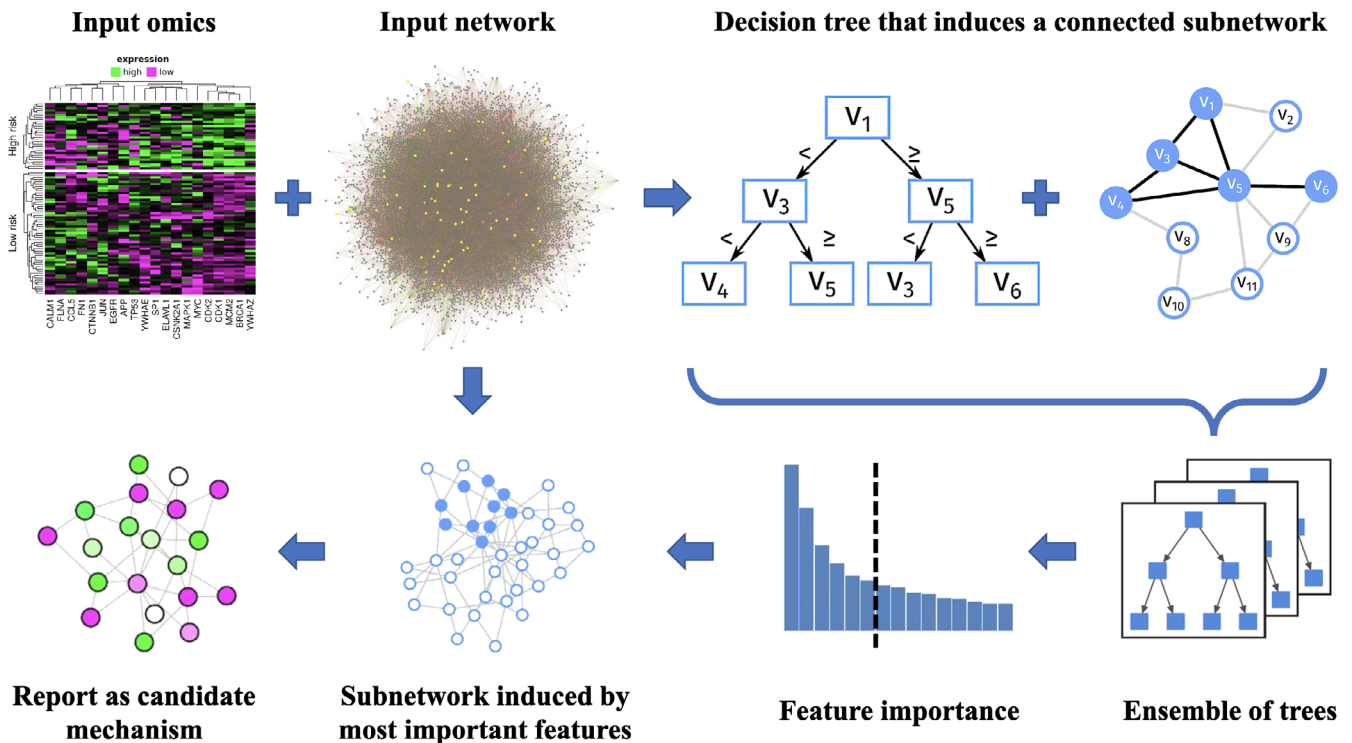 Input omics
Input network
Decision tree that induces a connected subnetwork
expression
high low
High risk
Low risk
CALM1
FLNA
CCL5
FN1
CTNNB1
JUN
EGFR
APP
TP53
YWHAE
SP1
ELAVL1
CSNK2A1
MAPK1
MYC
CDK2
CDK1
MCM2
BRCA1
YWHAZ
V1
< ≥
V3 V5
< ≥ < ≥
V4 V5 V3 V6
V1
V2
V3
V5
V6
V4
V8
V9
V11
V10
Report as candidate
mechanism
Subnetwork induced by
most important features
Feature importance
Ensemble of trees